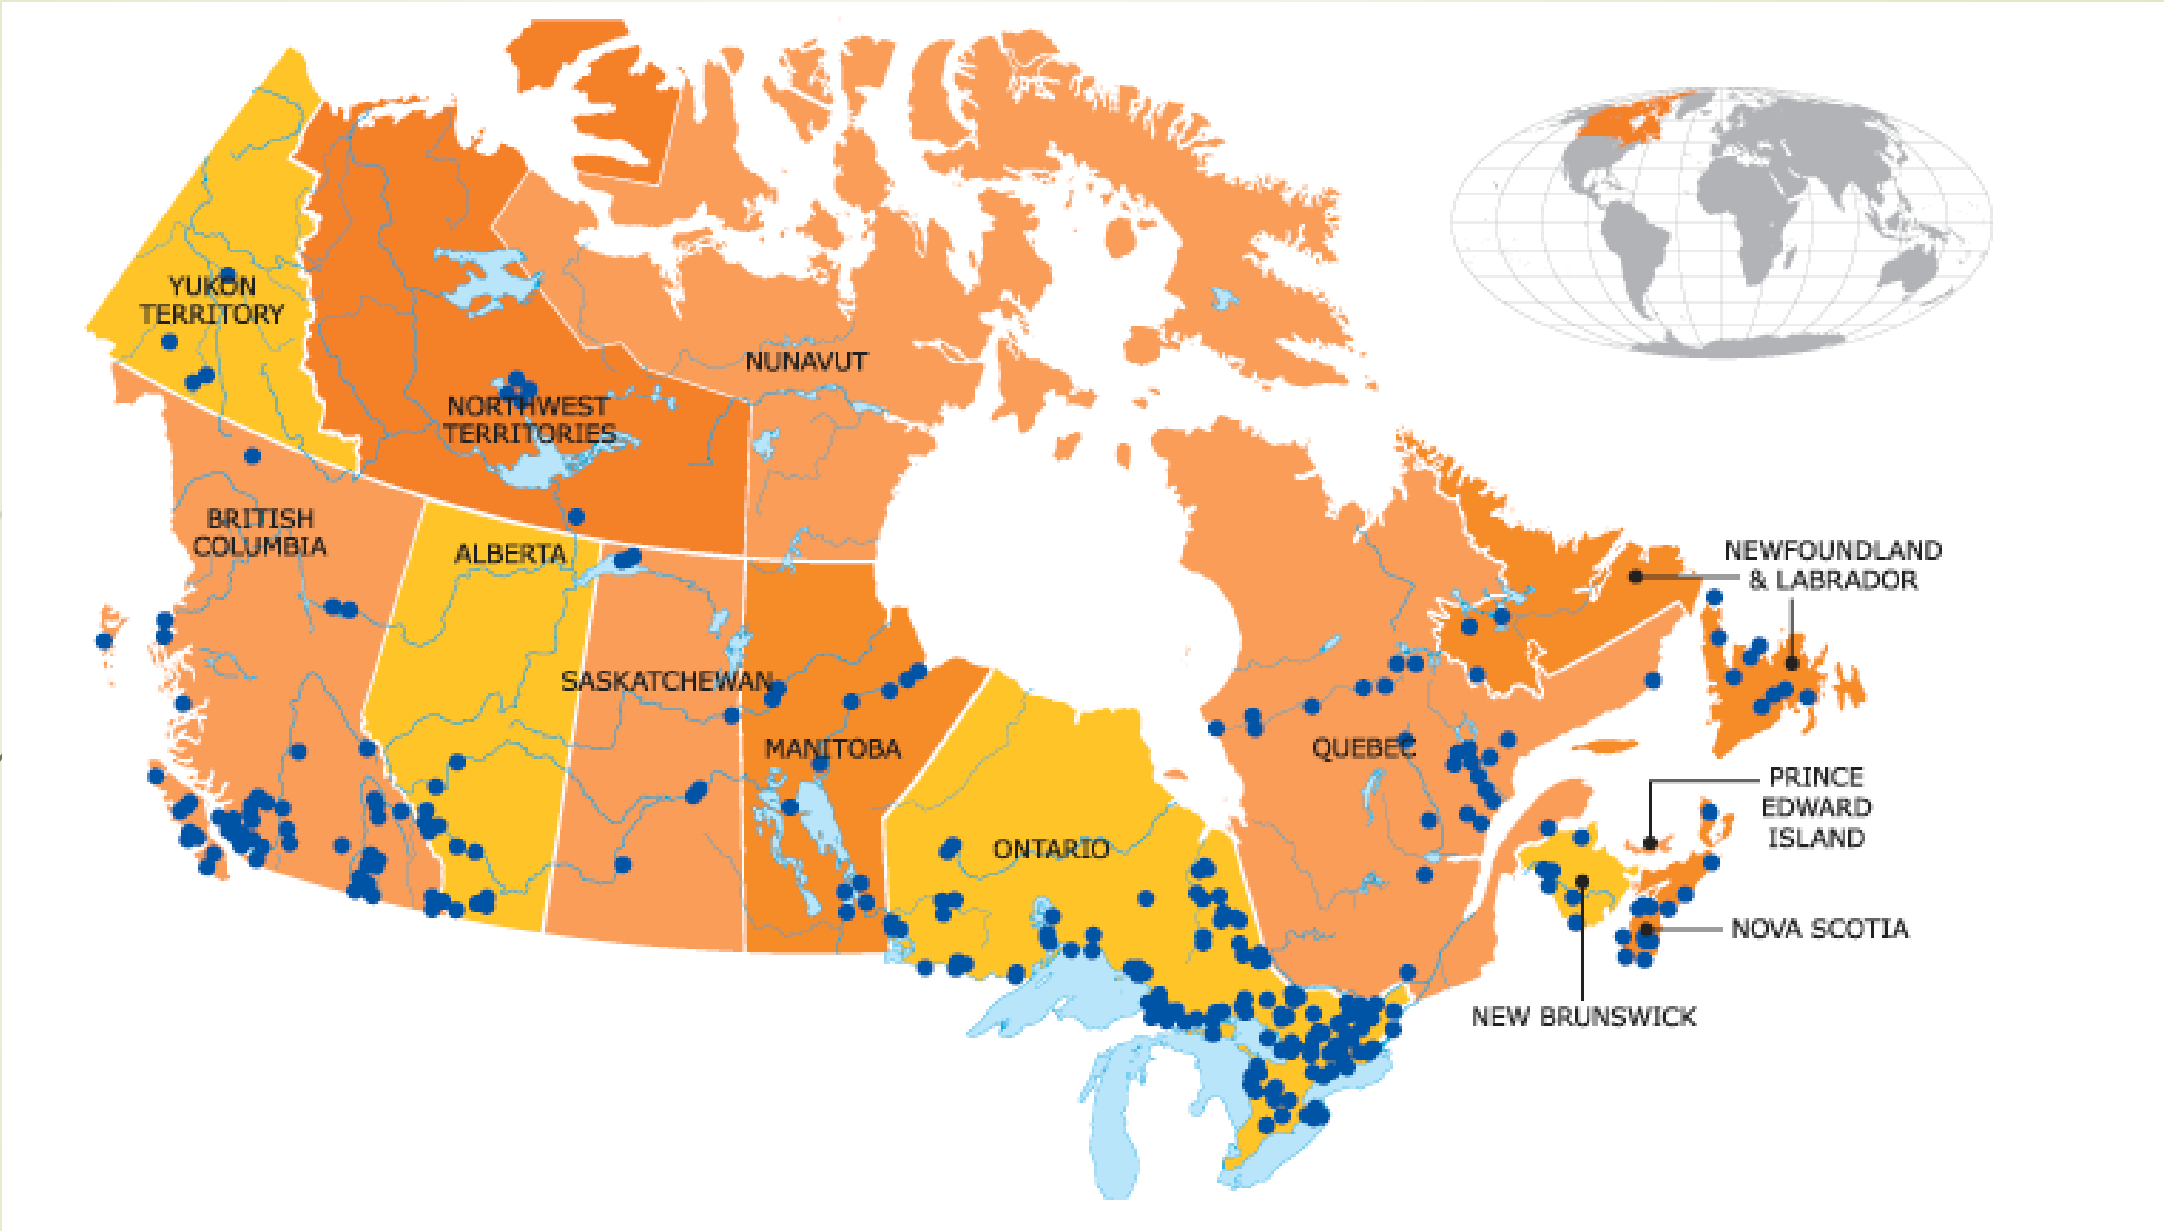 YUKON
TERRITORY
NUNAVUT
NORTHWEST
TERRITORIES
BRITISH
COLUMBIA
ALBERTA
NEWFOUNDLAND
& LABRADOR
SASKATCHEWAN
MANITOBA
QUEBEC
PRINCE
EDWARD
ISLAND
ONTARIO
NOVA SCOTIA
NEW BRUNSWICK